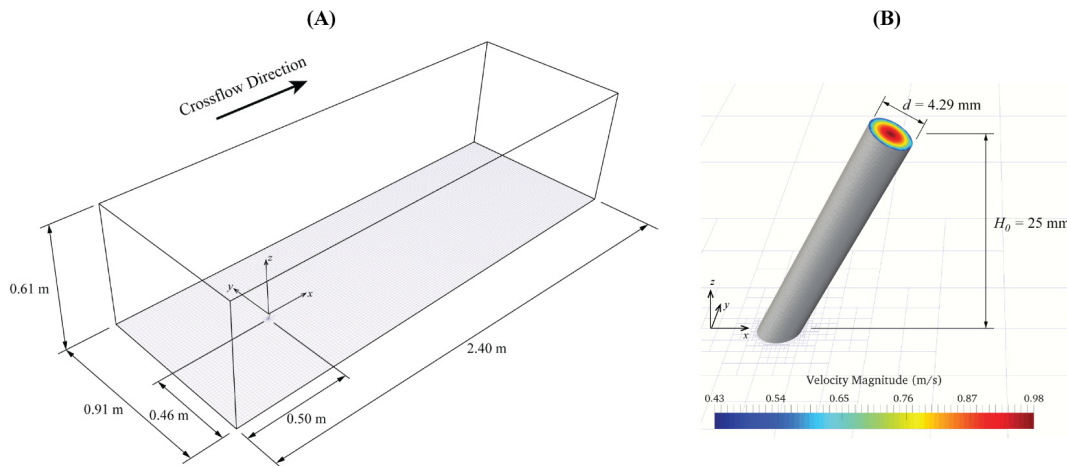 (A)
(B)
Crossflow Direction
d = 4.29 mm
H0 = 25 mm
0.61 m
z
y
x
z
y
x
2.40 m
0.91 m
0.46 m
0.50 m
Velocity Magnitude (m/s)
0.43 0.54 0.65 0.76 0.87 0.98